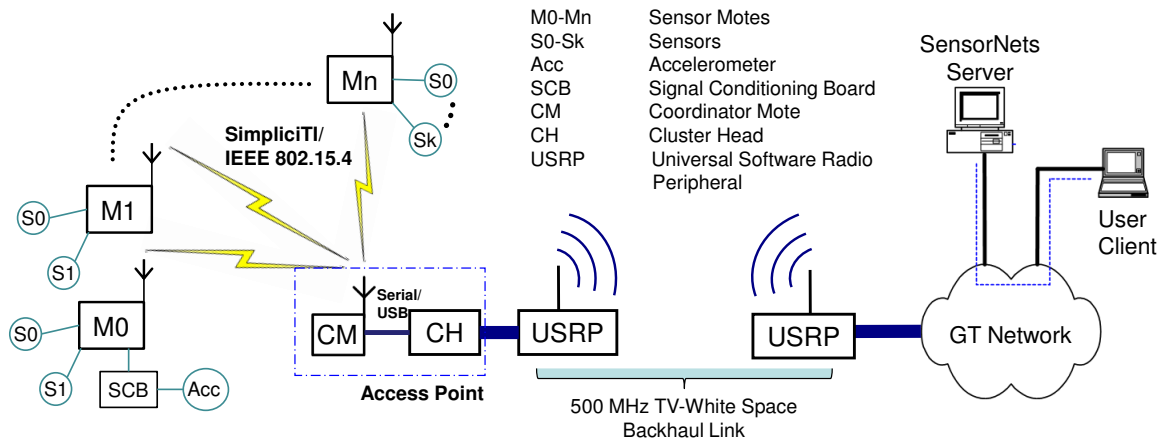 M0-Mn Sensor Motes
S0-Sk Sensors
Acc Accelerometer
SCB Signal Conditioning Board
CM Coordinator Mote
CH Cluster Head
USRP Universal Software Radio
Peripheral
SensorNets
Server
User
Client
Mn
S0
Sk
SimpliciTI/
IEEE 802.15.4
M1
S0
S1
M0
S0
S1
SCB
Acc
Serial/
USB
CM
CH
Access Point
USRP
USRP
GT Network
500 MHz TV-White Space
Backhaul Link